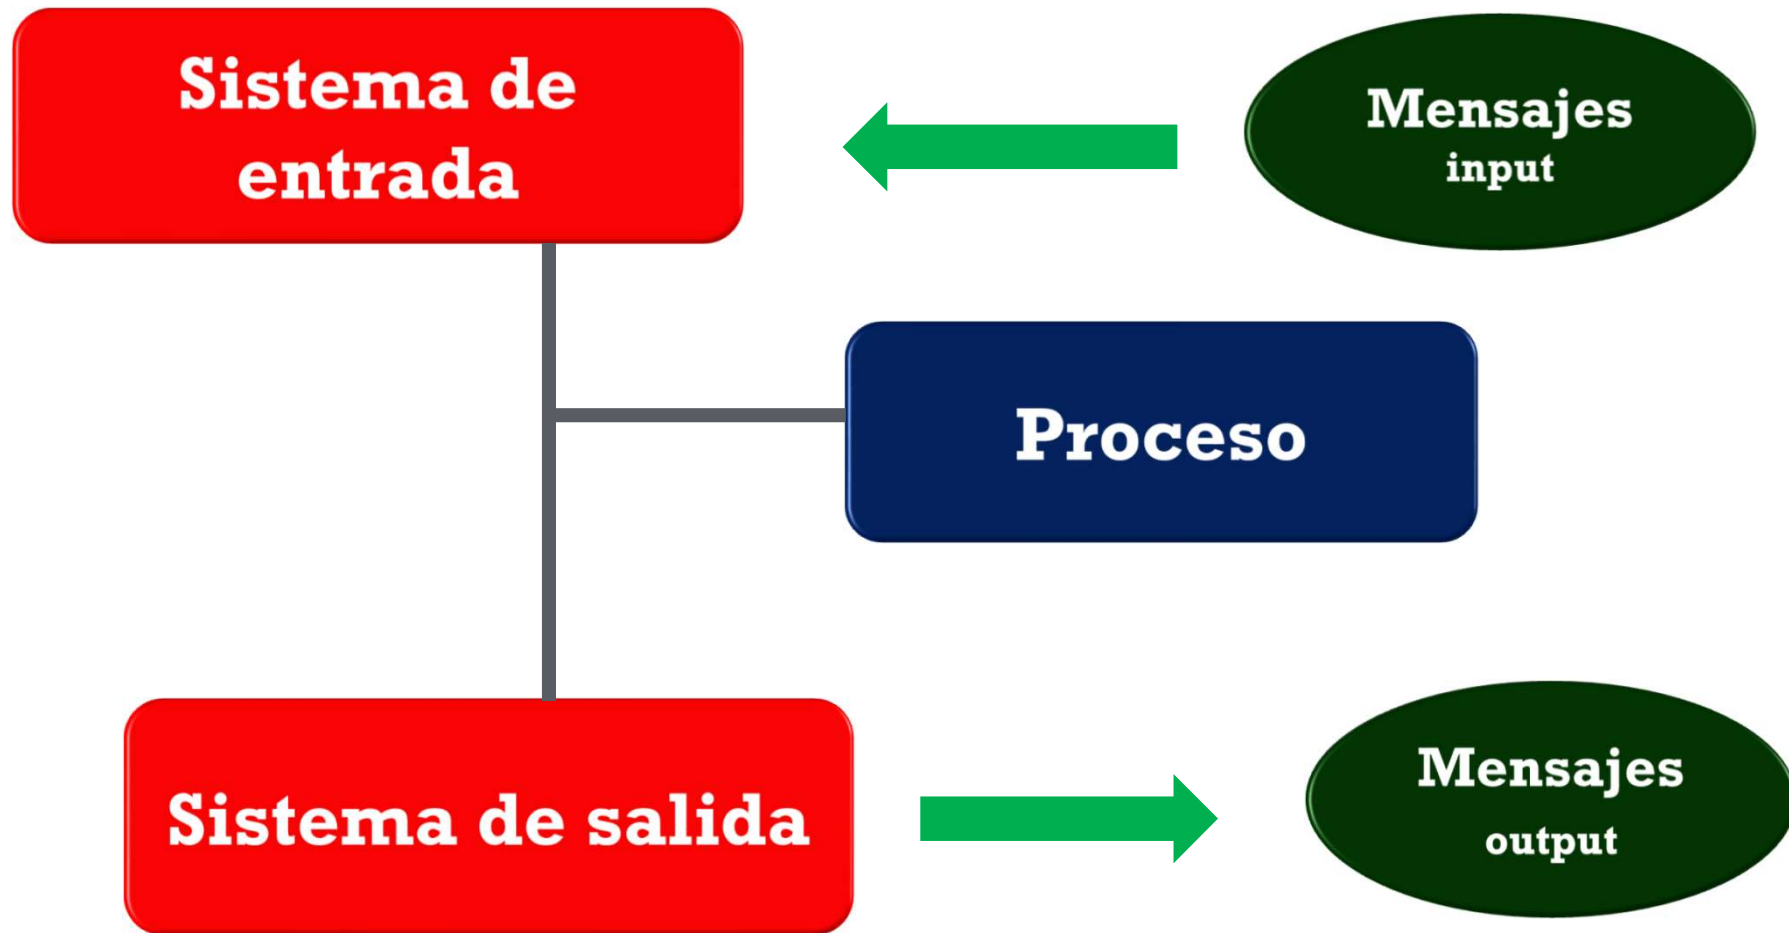 Sistema de
entrada
Mensajes
input
Proceso
Sistema de salida
Mensajes
output